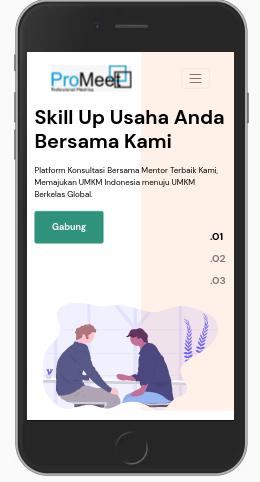 ProMeet
Professional Meeting
Skill Up Usaha Anda
Bersama Kami
Platform Konsultasi Bersama Mentor Terbaik Kami,
Memajukan UMKM Indonesia menuju UMKM
Berkelas Global.
Gabung
.01
.02
.03